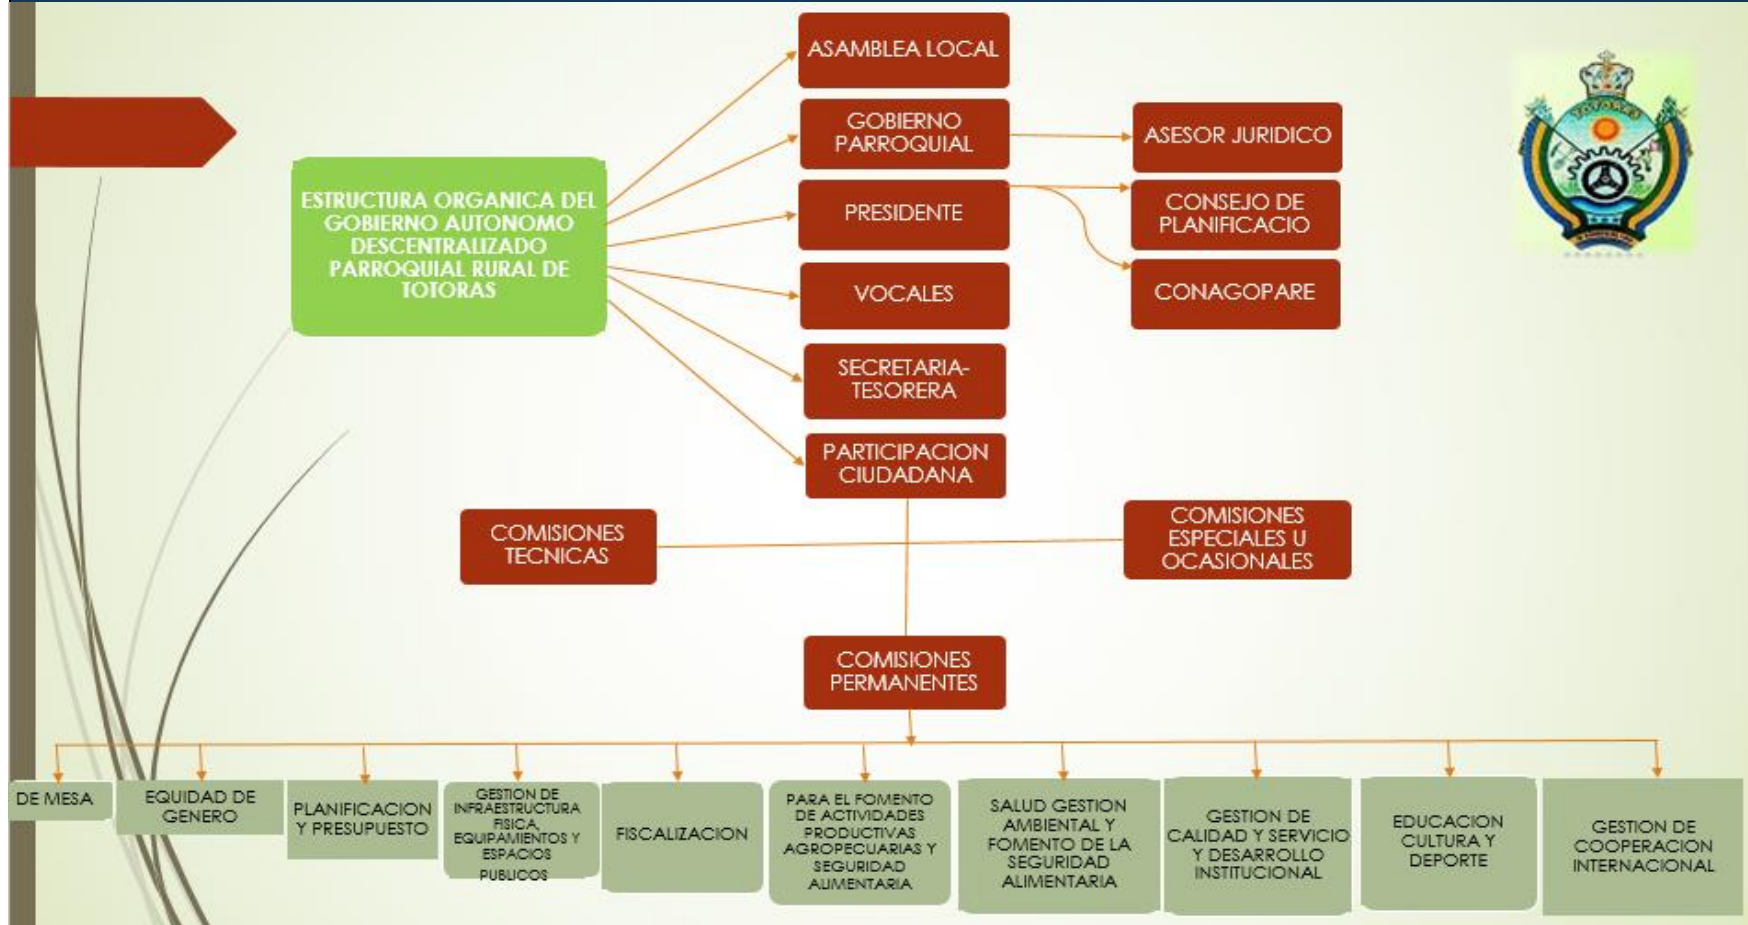 ASAMBLEA LOCAL
GOBIERNO
PARROQUIAL
ASESOR JURIDICO
ESTRUCTURA ORGANICA DEL
GOBIERNO AUTONOMO
DESCENTRALIZADO
PARROQUIAL RURAL DE
TOTORAS
PRESIDENTE
CONSEJO DE
PLANIFICACIO
VOCALES
CONAGOPARE
SECRETARIA-
TESORERA
PARTICIPACION
CIUDADANA
COMISIONES
TECNICAS
COMISIONES
ESPECIALES U
OCASIONALES
COMISIONES
PERMANENTES
DE MESA
EQUIDAD DE
GENERO
PLANIFICACION
Y PRESUPUESTO
GESTION DE
INFRAESTRUCTURA
FISICA,
EQUIPAMIENTOS Y
ESPACIOS
PUBLICOS
FISCALIZACION
PARA EL FOMENTO
DE ACTIVIDADES
PRODUCTIVAS
AGROPECUARIAS Y
SEGURIDAD
ALIMENTARIA
SALUD GESTION
AMBIENTAL Y
FOMENTO DE LA
SEGURIDAD
ALIMENTARIA
GESTION DE
CALIDAD Y SERVICIO
Y DESARROLLO
INSTITUCIONAL
EDUCACION
CULTURA Y
DEPORTE
GESTION DE
COOPERACION
INTERNACIONAL
TOTORAS